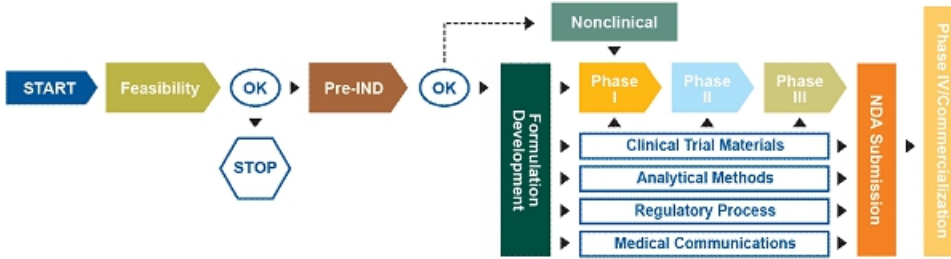 Nonclinical
START
Feasibility
OK
STOP
Pre-IND
OK
Formulation
Development
Phase
I
Phase
II
Phase
III
Clinical Trial Materials
Analytical Methods
Regulatory Process
Medical Communications
NDA Submission
Phase IV/Commercialization